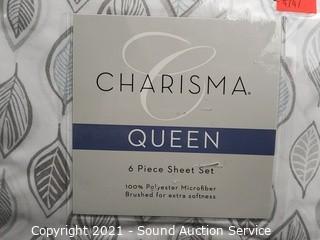 CHARISMA®
QUEEN
6 Piece Sheet Set
100% Polyester Microfiber
Brushed for extra softness
Copyright 2021 - Sound Auction Service